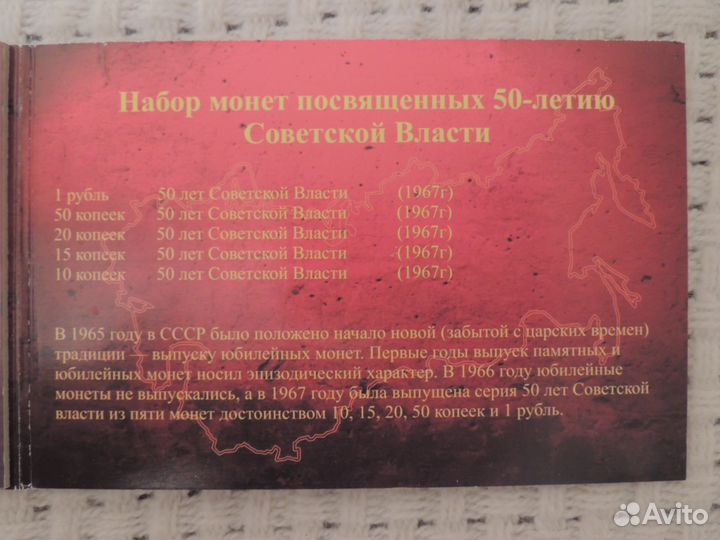 Набор монет посвященных 50-летию
Советской Власти
1 рубль 50 лет Советской Власти (1967г)
50 копеек 50 лет Советской Власти (1967г)
20 копеек 50 лет Советской Власти (1967г)
15 копеек 50 лет Советской Власти (1967г)
10 копеек 50 лет Советской Власти (1967г)
В 1965 году в СССР было положено начало новой (забытой с царских времен)
традиции — выпуску юбилейных монет. Первые годы выпуск памятных и
юбилейных монет носил эпизодический характер. В 1966 году юбилейные
монеты не выпускались, а в 1967 году была выпущена серия 50 лет Советской
власти из пяти монет достоинством 10, 15, 20, 50 копеек и 1 рубль.
Avito